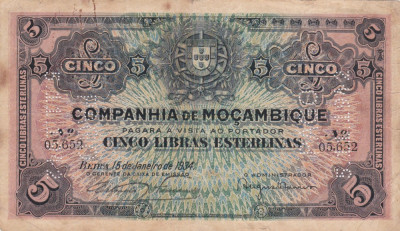 5 CINCO 5 CINCO 5
CINCO LIBRAS ESTERLINAS
CINCO LIBRAS ESTERLINAS
COMPANHIA DE MOÇAMBIQUE
PAGARÁ Á VISTA AO PORTADOR
Nº 05.652 CINCO LIBRAS ESTERLINAS Nº 05.652
BEIRA, 15 de Janeiro de 1934
O GERENTE DA CAIXA DE EMISSÃO O ADMINISTRADOR
5 5